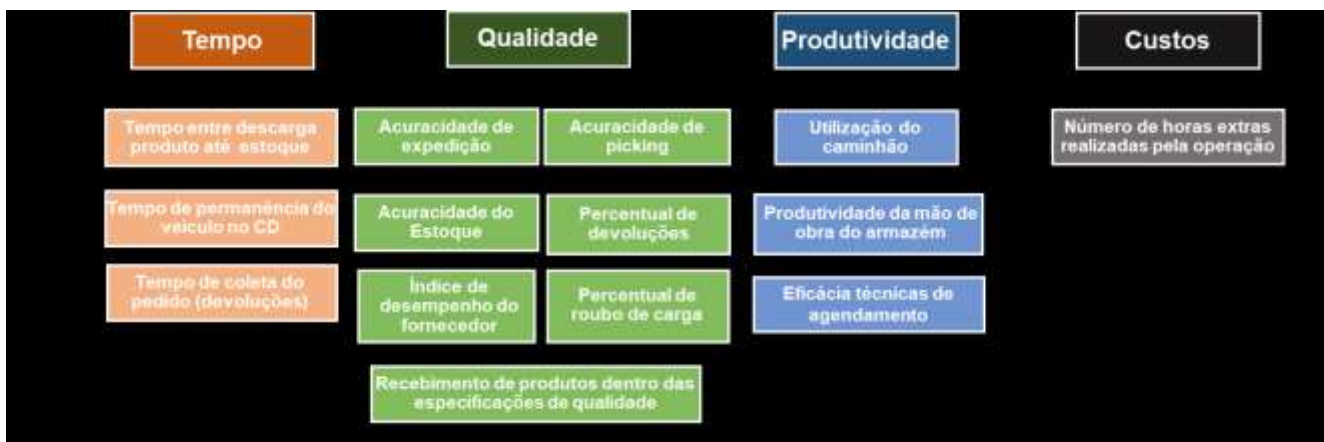 Tempo
Qualidade
Produtividade
Custos
Tempo entre descarga
produto até estoque
Acuracidade de
expedição
Acuracidade de
picking
Utilização do
caminhão
Número de horas extras
realizadas pela operação
Tempo de permanência do
veículo no CD
Acuracidade do
Estoque
Percentual de
devoluções
Produtividade da mão de
obra do armazém
Tempo de coleta do
pedido (devoluções)
Índice de
desempenho do
fornecedor
Percentual de
roubo de carga
Eficácia técnicas de
agendamento
Recebimento de produtos dentro das
especificações de qualidade